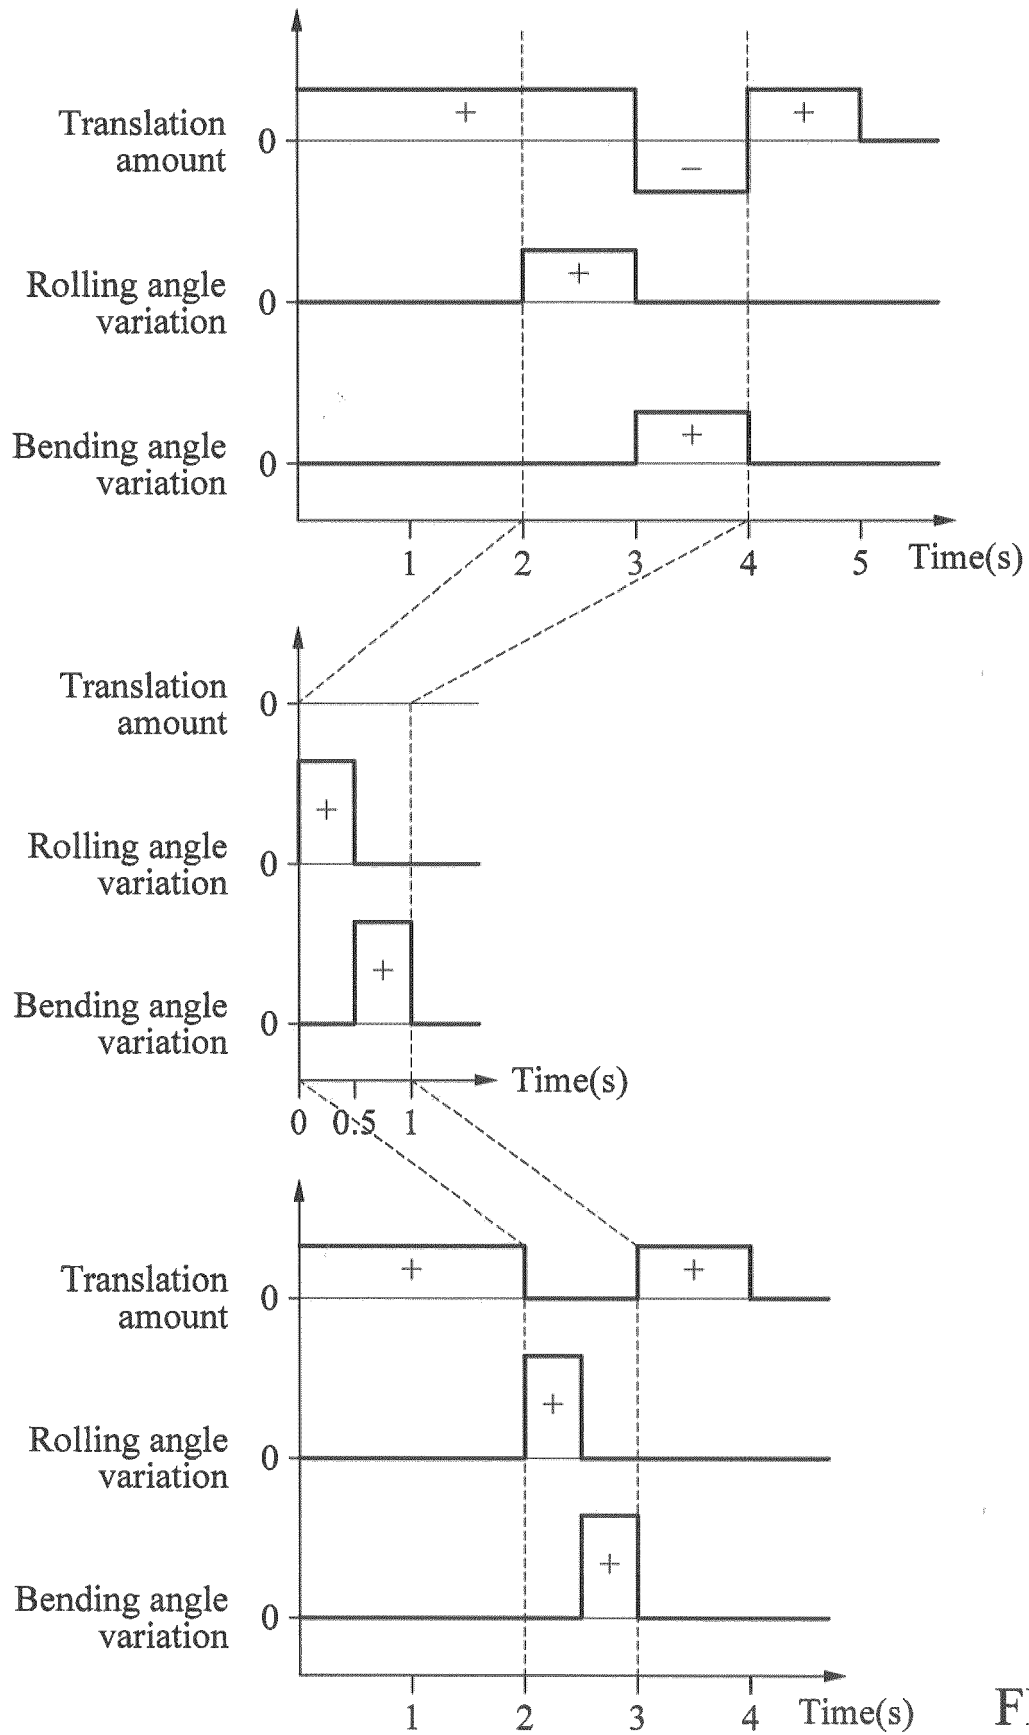 Translation
amount
0
+
−
+
Rolling angle
variation
0
+
Bending angle
variation
0
+
1 2 3 4 5 Time(s)
Translation
amount
0
Rolling angle
variation
0
+
Bending angle
variation
0
+
Time(s)
0 0.5 1
Translation
amount
0
+
+
Rolling angle
variation
0
+
Bending angle
variation
0
+
1 2 3 4 Time(s)